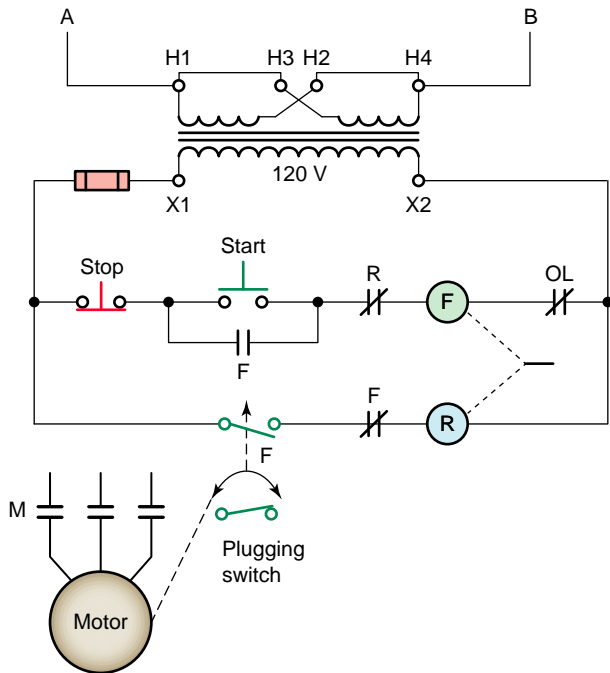 A B
H1 H3 H2 H4
120 V
X1 X2
Start
Stop R OL
F
F
F
R
F
M
Plugging
switch
Motor